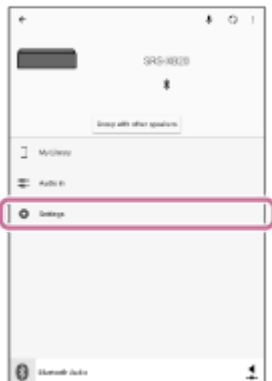 SRS-XB20
Group with other speakers
My Library
Audio in
Settings
Bluetooth Audio